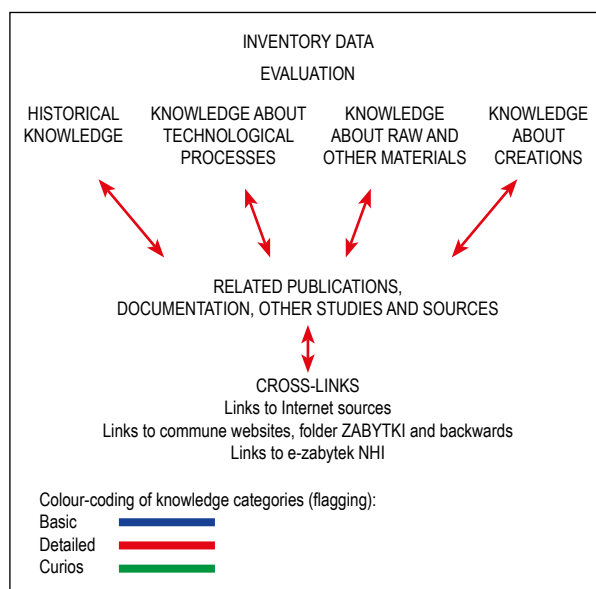 INVENTORY DATA
EVALUATION
HISTORICAL
KNOWLEDGE
KNOWLEDGE ABOUT
TECHNOLOGICAL
PROCESSES
KNOWLEDGE
ABOUT RAW AND
OTHER MATERIALS
KNOWLEDGE
ABOUT
CREATIONS
RELATED PUBLICATIONS,
DOCUMENTATION, OTHER STUDIES AND SOURCES
CROSS-LINKS
Links to Internet sources
Links to commune websites, folder ZABYTKI and backwards
Links to e-zabytek NHI
Colour-coding of knowledge categories (flagging):
Basic
Detailed
Curios